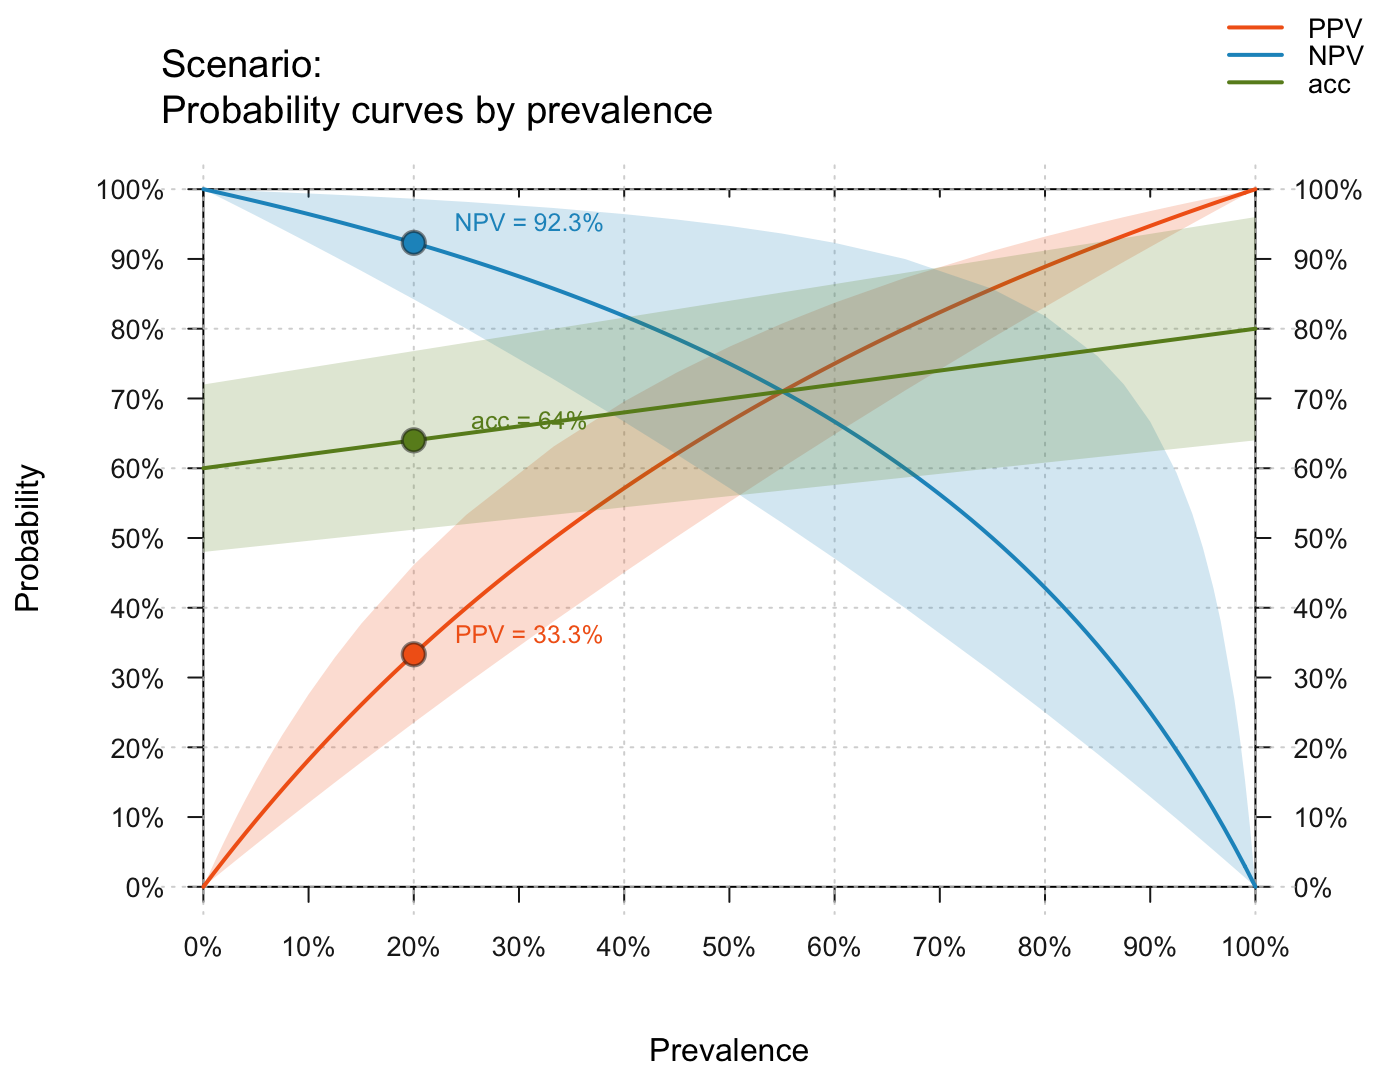 PPV
NPV
acc
Scenario:
Probability curves by prevalence
100% 100%
NPV = 92.3%
90% 90%
80% 80%
70% 70%
acc = 64%
60% 60%
50% 50%
40% 40%
PPV = 33.3%
30% 30%
20% 20%
10% 10%
0% 0%
0% 10% 20% 30% 40% 50% 60% 70% 80% 90% 100%
Probability
Prevalence